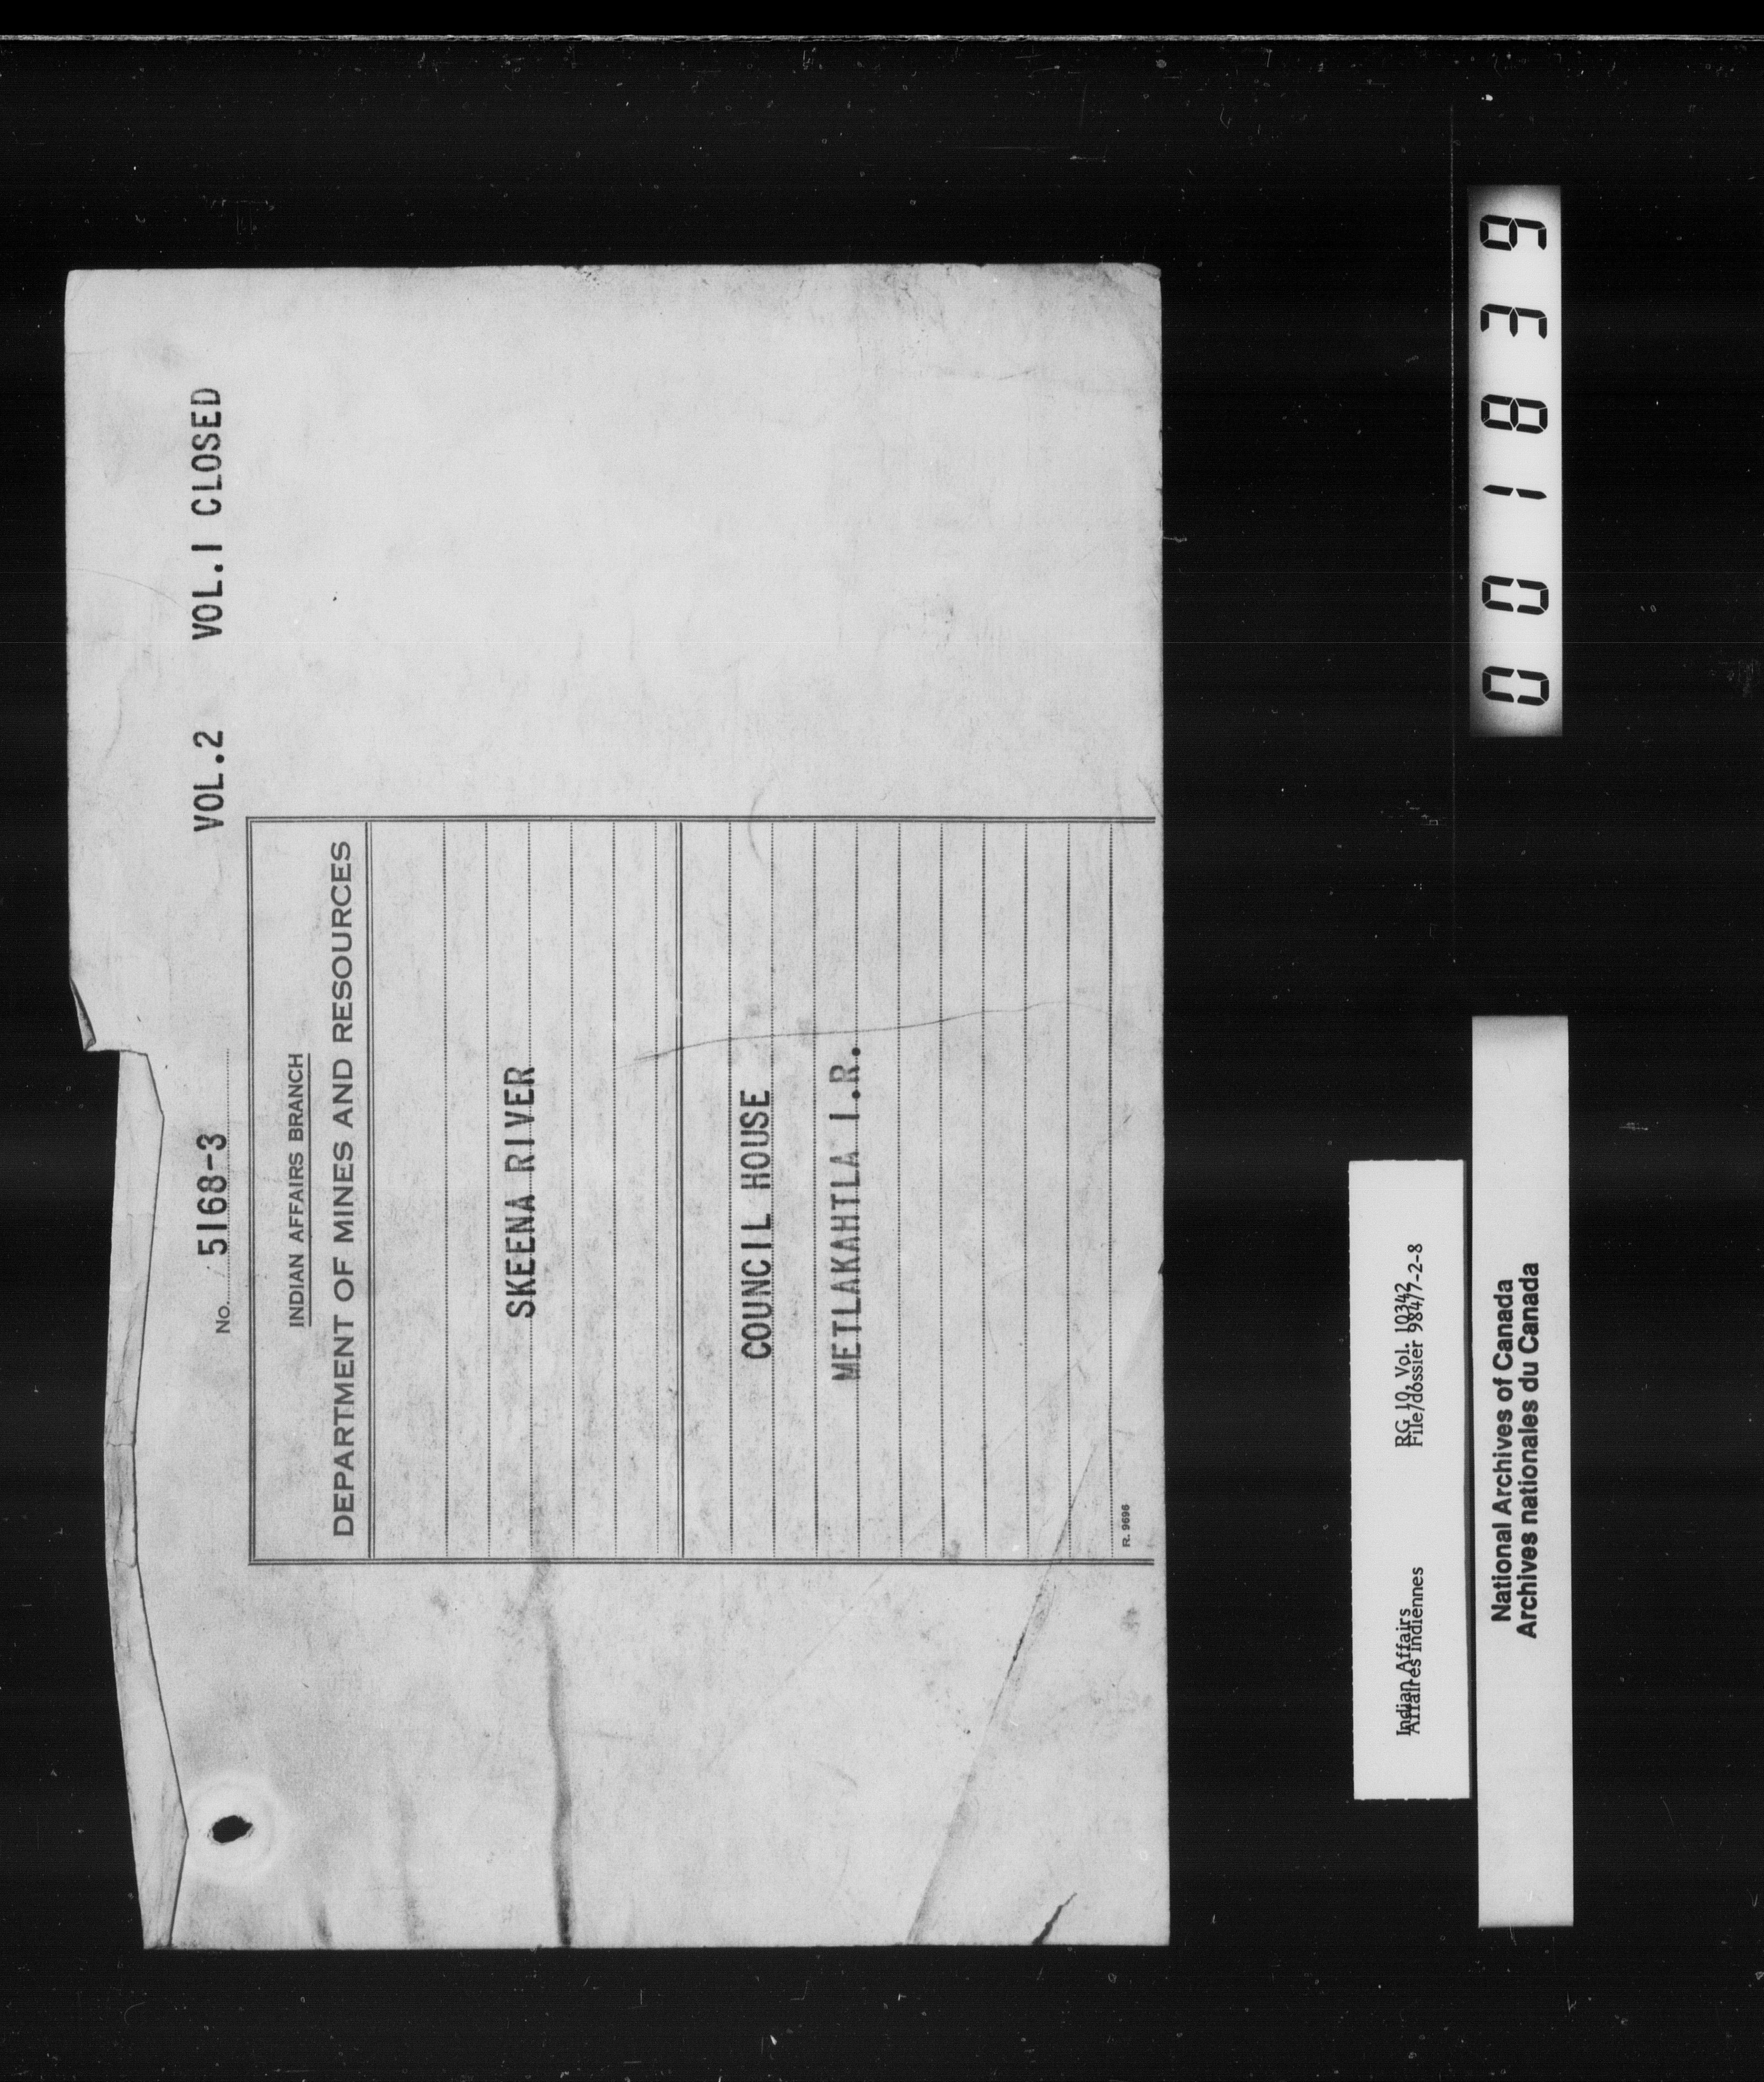 No. 5168-3 VOL.2 VOL.1 CLOSED
INDIAN AFFAIRS BRANCH
DEPARTMENT OF MINES AND RESOURCES
SKEENA RIVER
COUNCIL HOUSE
METLAKAHTLA I.R.
R. 9696
Indian Affairs RG 10, Vol. 10342
Affaires indiennes File/dossier 984/7-2-8
National Archives of Canada
Archives nationales du Canada
001839